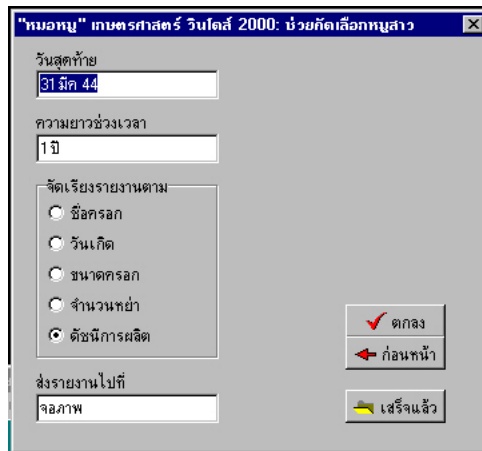 "หมอหมู" เกษตรศาสตร์ วินโดส์ 2000: ช่วยคัดเลือกหมูสาว
วันสุดท้าย
31 มีค 44
ความยาวช่วงเวลา
1 ปี
จัดเรียงรายงานตาม
ชื่อครอก
วันเกิด
ขนาดครอก
จำนวนหย่า
ดัชนีการผลิต
ตกลง
ก่อนหน้า
ส่งรายงานไปที่
จอภาพ
เสร็จแล้ว